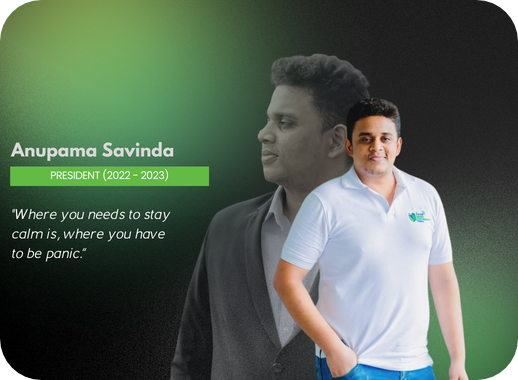 Anupama Savinda
PRESIDENT (2022 - 2023)
"Where you needs to stay
calm is, where you have
to be panic."